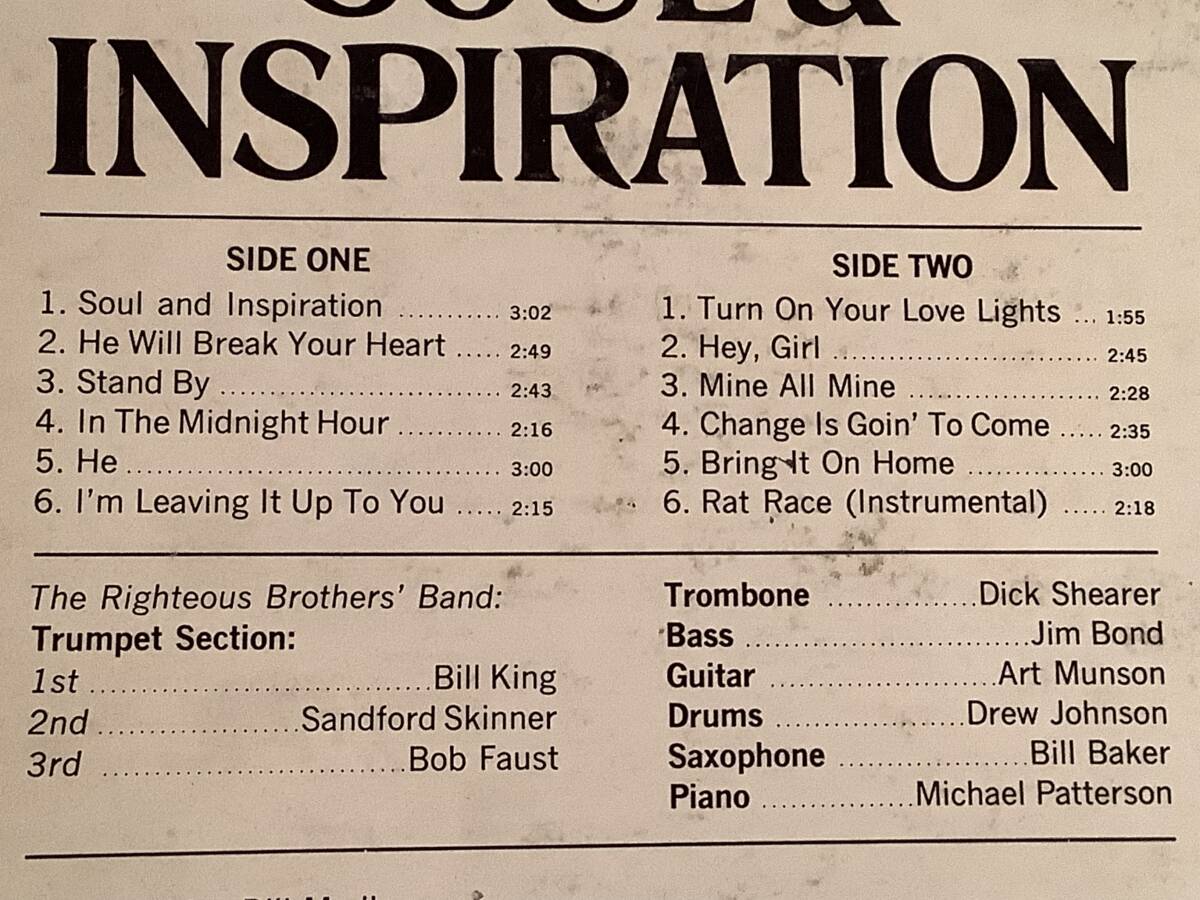 SOUL &
INSPIRATION
SIDE ONE
1. Soul and Inspiration ........... 3:02
2. He Will Break Your Heart ..... 2:49
3. Stand By ............................. 2:43
4. In The Midnight Hour ........... 2:16
5. He ...................................... 3:00
6. I'm Leaving It Up To You ..... 2:15
SIDE TWO
1. Turn On Your Love Lights ... 1:55
2. Hey, Girl ........................... 2:45
3. Mine All Mine .................... 2:28
4. Change Is Goin' To Come ..... 2:35
5. Bring It On Home .............. 3:00
6. Rat Race (Instrumental) ..... 2:18
The Righteous Brothers' Band:
Trumpet Section:
1st ..................................Bill King
2nd ....................Sandford Skinner
3rd ..............................Bob Faust
Trombone ...............Dick Shearer
Bass ............................Jim Bond
Guitar .......................Art Munson
Drums ...................Drew Johnson
Saxophone ...................Bill Baker
Piano ................Michael Patterson